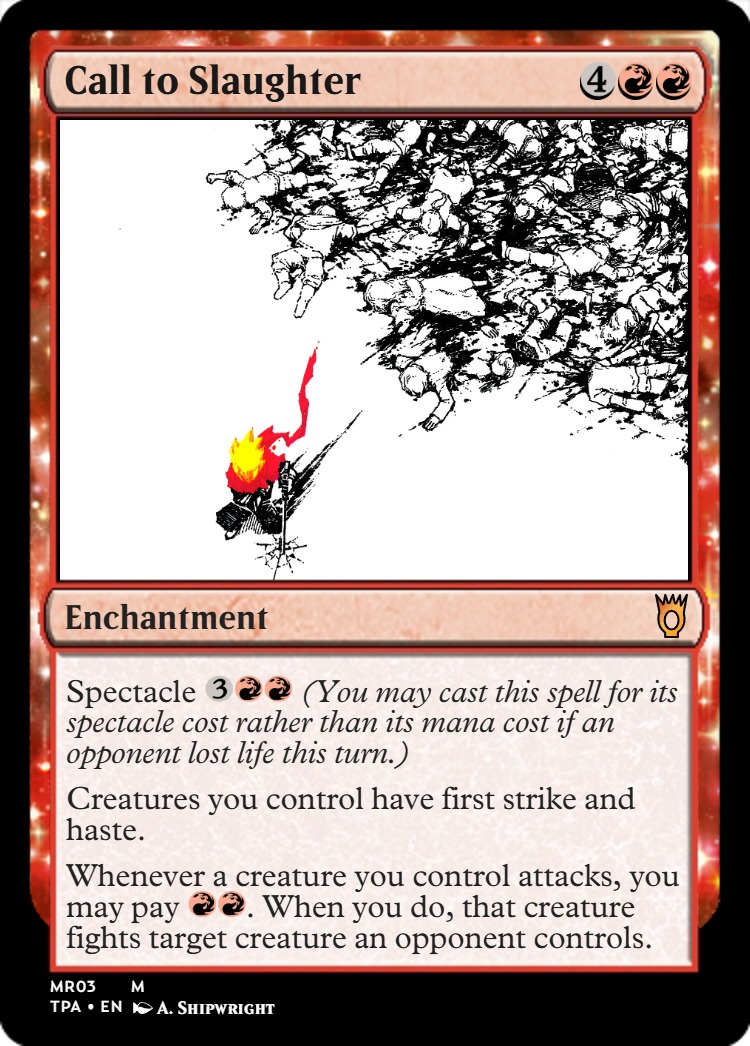 Call to Slaughter 4
Enchantment
Spectacle 3 (You may cast this spell for its
spectacle cost rather than its mana cost if an
opponent lost life this turn.)
Creatures you control have first strike and
haste.
Whenever a creature you control attacks, you
may pay . When you do, that creature
fights target creature an opponent controls.
MR03 M
TPA • EN A. Shipwright